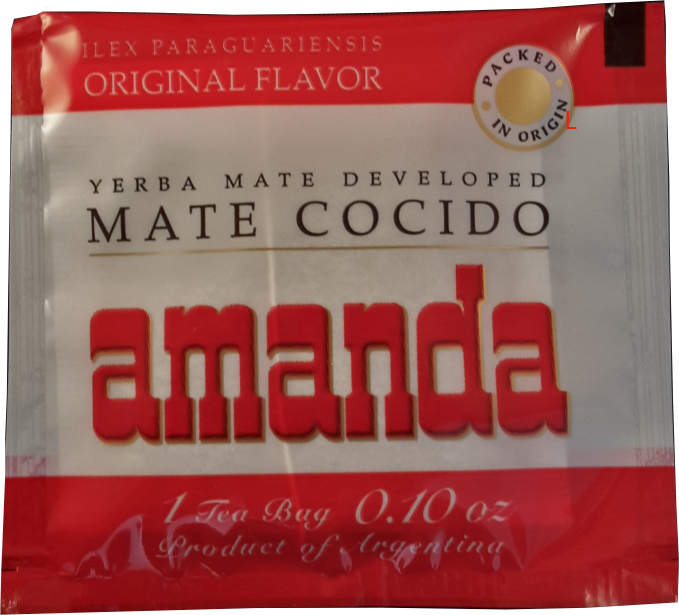 ILEX PARAGUARIENSIS
ORIGINAL FLAVOR
PACKED
IN ORIGIN
L
YERBA MATE DEVELOPED
MATE COCIDO
amanda
1 Tea Bag 0.10 oz
Product of Argentina